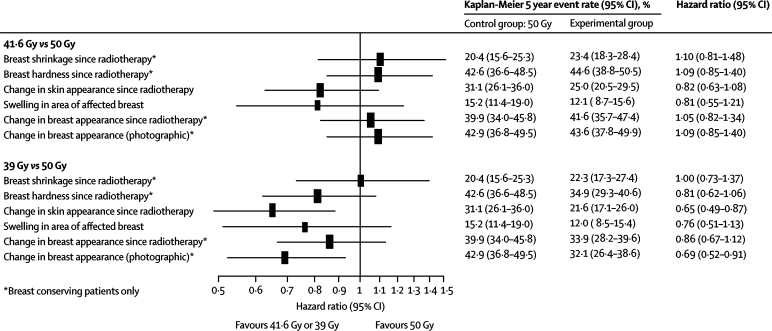 Kaplan-Meier 5 year event rate (95% CI), % Hazard ratio (95% CI)
Control group: 50 Gy Experimental group
41·6 Gy vs 50 Gy
Breast shrinkage since radiotherapy* 20·4 (15·6–25·3) 23·4 (18·3–28·4) 1·10 (0·81–1·48)
Breast hardness since radiotherapy* 42·6 (36·6–48·5) 44·6 (38·8–50·5) 1·09 (0·85–1·40)
Change in skin appearance since radiotherapy 31·1 (26·1–36·0) 25·0 (20·5–29·5) 0·82 (0·63–1·08)
Swelling in area of affected breast 15·2 (11·4–19·0) 12·1 ( 8·7–15·6) 0·81 (0·55–1·21)
Change in breast appearance since radiotherapy* 39·9 (34·0–45·8) 41·6 (35·7–47·4) 1·05 (0·82–1·34)
Change in breast appearance (photographic)* 42·9 (36·8–49·5) 43·6 (37·8–49·9) 1·09 (0·85–1·40)
39 Gy vs 50 Gy
Breast shrinkage since radiotherapy* 20·4 (15·6–25·3) 22·3 (17·3–27·4) 1·00 (0·73–1·37)
Breast hardness since radiotherapy* 42·6 (36·6–48·5) 34·9 (29·3–40·6) 0·81 (0·62–1·06)
Change in skin appearance since radiotherapy 31·1 (26·1–36·0) 21·6 (17·1–26·0) 0·65 (0·49–0·87)
Swelling in area of affected breast 15·2 (11·4–19·0) 12·0 ( 8·5–15·4) 0·76 (0·51–1·13)
Change in breast appearance since radiotherapy* 39·9 (34·0–45·8) 33·9 (28·2–39·6) 0·86 (0·67–1·12)
Change in breast appearance (photographic)* 42·9 (36·8–49·5) 32·1 (26·4–38·6) 0·69 (0·52–0·91)
0·5 0·6 0·7 0·8 0·9 1 1·1 1·2 1·3 1·4 1·5
*Breast conserving patients only
Hazard ratio (95% CI)
Favours 41·6 Gy or 39 Gy Favours 50 Gy